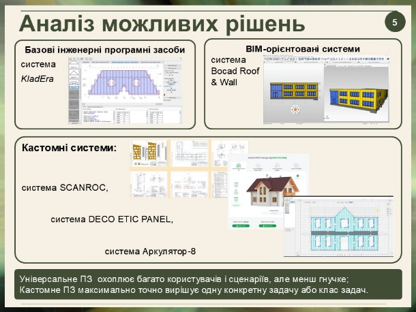 Аналіз можливих рішень
5
Базові інженерні програмні засоби
система
KladEra
BIM-орієнтовані системи
система
Bocad Roof
& Wall
Кастомні системи:
система SCANROC,
система DECO ETIC PANEL,
система Аркулятор-8
Універсальне ПЗ охоплює багато користувачів і сценаріїв, але менш гнучке;
Кастомне ПЗ максимально точно вирішує одну конкретну задачу або клас задач.